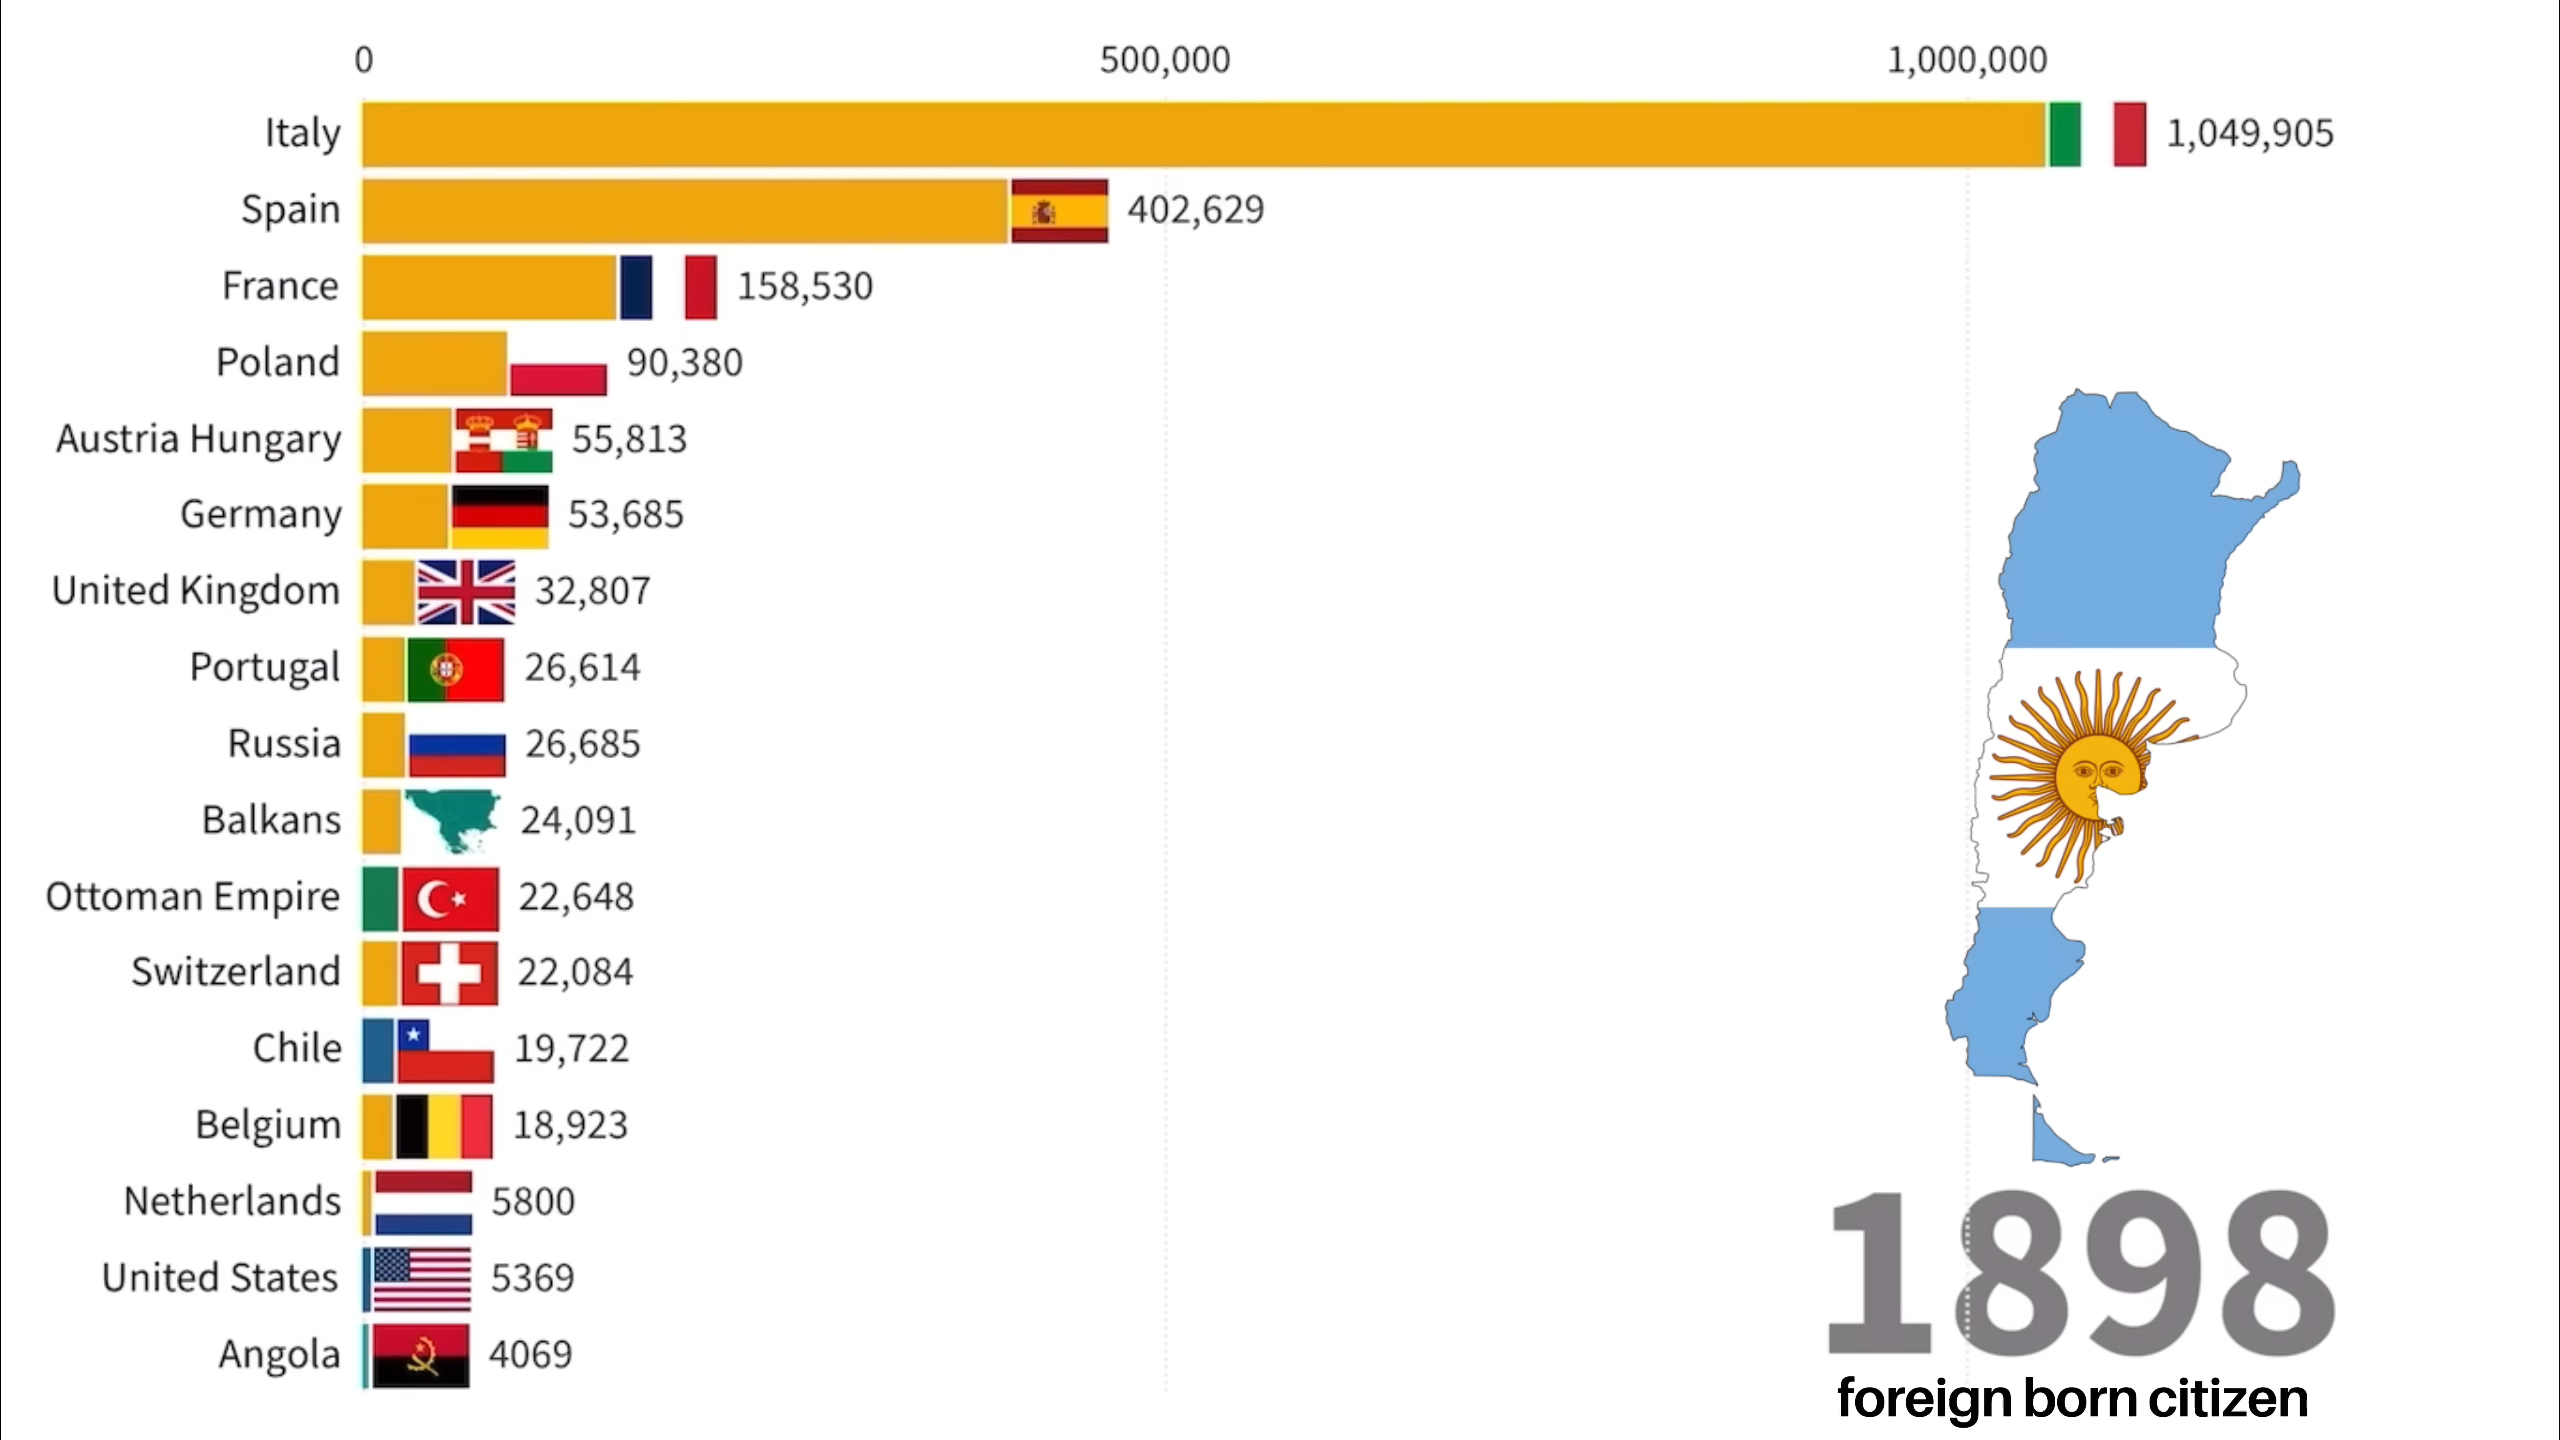 0 500,000 1,000,000
Italy 1,049,905
Spain 402,629
France 158,530
Poland 90,380
Austria Hungary 55,813
Germany 53,685
United Kingdom 32,807
Portugal 26,614
Russia 26,685
Balkans 24,091
Ottoman Empire 22,648
Switzerland 22,084
Chile 19,722
Belgium 18,923
Netherlands 5800
United States 5369
Angola 4069
1898
foreign born citizen